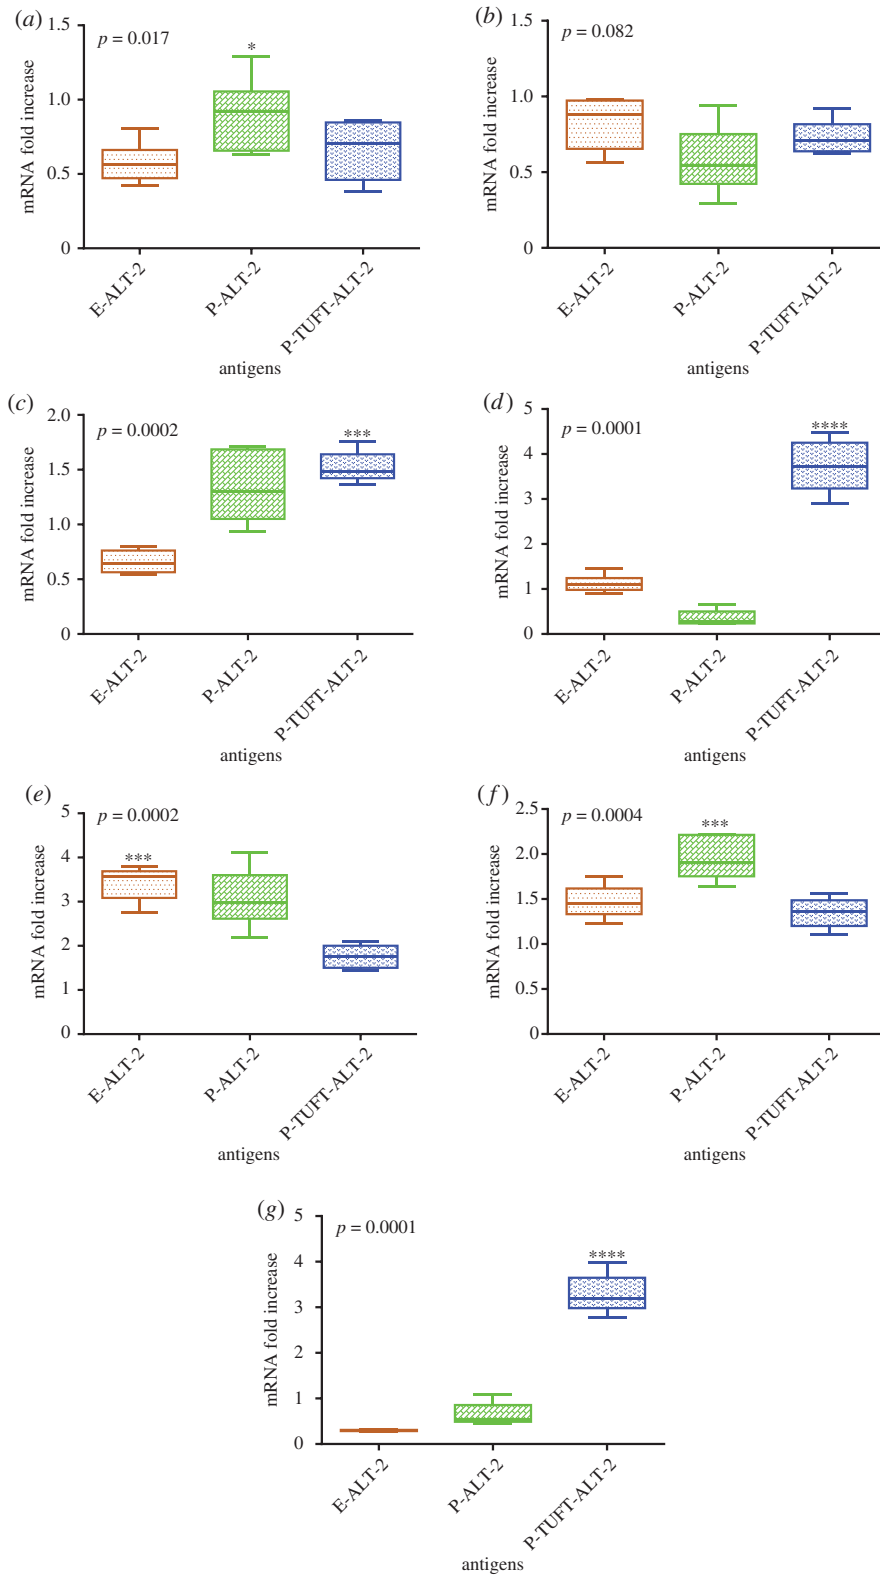 (a)
p = 0.017
*
mRNA fold increase
1.5
1.0
0.5
0
E-ALT-2
P-ALT-2
P-TUFT-ALT-2
antigens
(b)
p = 0.082
mRNA fold increase
1.5
1.0
0.5
0
E-ALT-2
P-ALT-2
P-TUFT-ALT-2
antigens
(c)
p = 0.0002
***
mRNA fold increase
2.0
1.5
1.0
0.5
0
E-ALT-2
P-ALT-2
P-TUFT-ALT-2
antigens
(d)
p = 0.0001
****
mRNA fold increase
5
4
3
2
1
0
E-ALT-2
P-ALT-2
P-TUFT-ALT-2
antigens
(e)
p = 0.0002
***
mRNA fold increase
5
4
3
2
1
0
E-ALT-2
P-ALT-2
P-TUFT-ALT-2
antigens
(f)
p = 0.0004
***
mRNA fold increase
2.5
2.0
1.5
1.0
0.5
0
E-ALT-2
P-ALT-2
P-TUFT-ALT-2
antigens
(g)
p = 0.0001
****
mRNA fold increase
5
4
3
2
1
0
E-ALT-2
P-ALT-2
P-TUFT-ALT-2
antigens